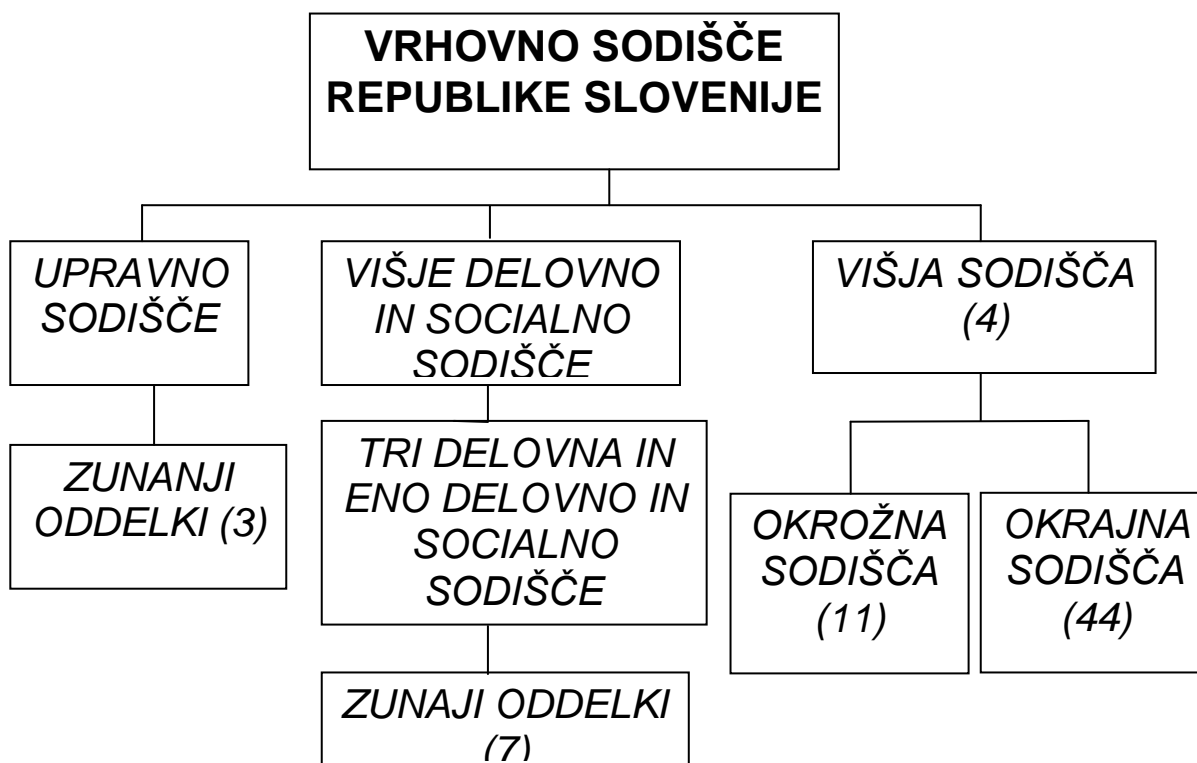 VRHOVNO SODIŠČE
REPUBLIKE SLOVENIJE
UPRAVNO
SODIŠČE
VIŠJE DELOVNO
IN SOCIALNO
SODIŠČE
VIŠJA SODIŠČA
(4)
ZUNANJI
ODDELKI (3)
TRI DELOVNA IN
ENO DELOVNO IN
SOCIALNO
SODIŠČE
OKROŽNA
SODIŠČA
(11)
OKRAJNA
SODIŠČA
(44)
ZUNAJI ODDELKI
(7)